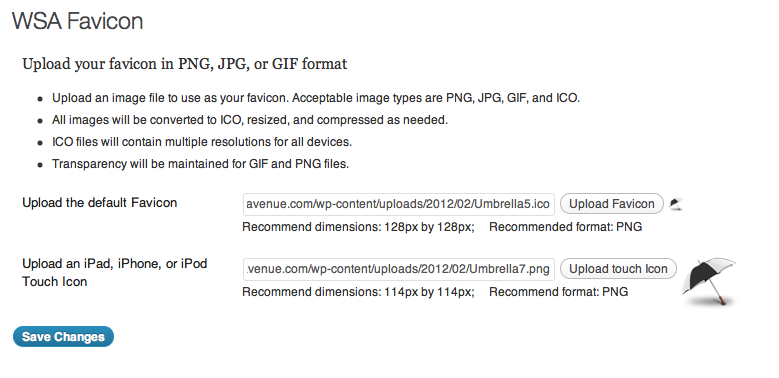 WSA Favicon
Upload your favicon in PNG, JPG, or GIF format
Upload an image file to use as your favicon. Acceptable image types are PNG, JPG, GIF, and ICO.
All images will be converted to ICO, resized, and compressed as needed.
ICO files will contain multiple resolutions for all devices.
Transparency will be maintained for GIF and PNG files.
Upload the default Favicon avenue.com/wp-content/uploads/2012/02/Umbrella5.ico Upload Favicon
Recommend dimensions: 128px by 128px; Recommended format: PNG
Upload an iPad, iPhone, or iPod .venue.com/wp-content/uploads/2012/02/Umbrella7.png Upload touch Icon
Touch Icon
Recommend dimensions: 114px by 114px; Recommend format: PNG
Save Changes